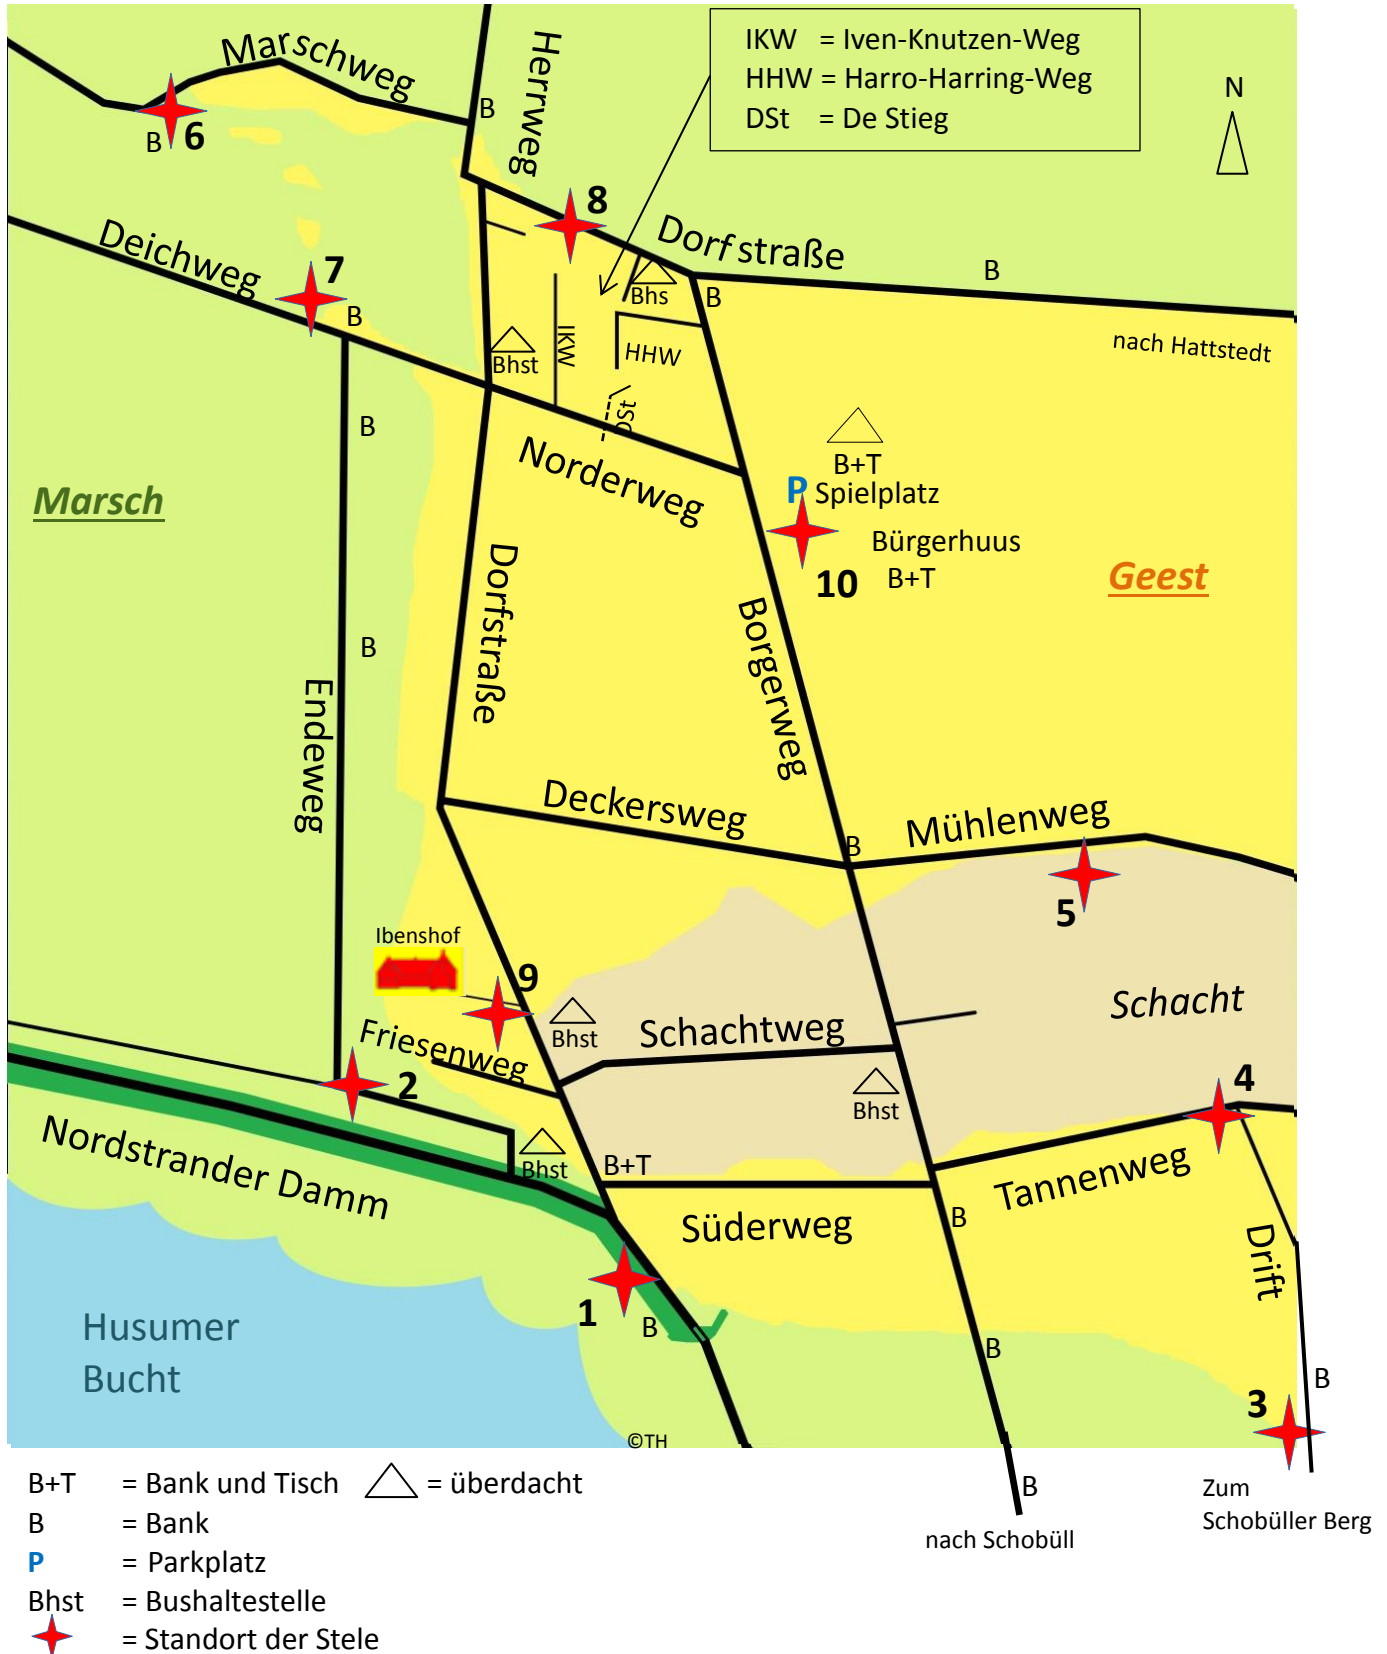 IKW = Iven-Knutzen-Weg
HHW = Harro-Harring-Weg
DSt = De Stieg
N
Marschweg
Herrweg
B
B
6
8
Dorfstraße
Deichweg
7
B
Bhs
B
B
nach Hattstedt
Bhst
IKW
HHW
DSt
B
Norderweg
B+T
P Spielplatz
Marsch
Bürgerhuus
10
B+T
Geest
Dorfstraße
Borgerweg
B
Endeweg
Deckersweg
Mühlenweg
B
5
Ibenshof
9
Bhst
Schachtweg
Schacht
Friesenweg
2
Bhst
4
Nordstrander Damm
Bhst
B+T
Tannenweg
Süderweg
B
Drift
1
B
B
B
Husumer
Bucht
3
©TH
B
nach Schobüll
Zum
Schobüller Berg
B+T = Bank und Tisch = überdacht
B = Bank
P = Parkplatz
Bhst = Bushaltestelle
= Standort der Stele